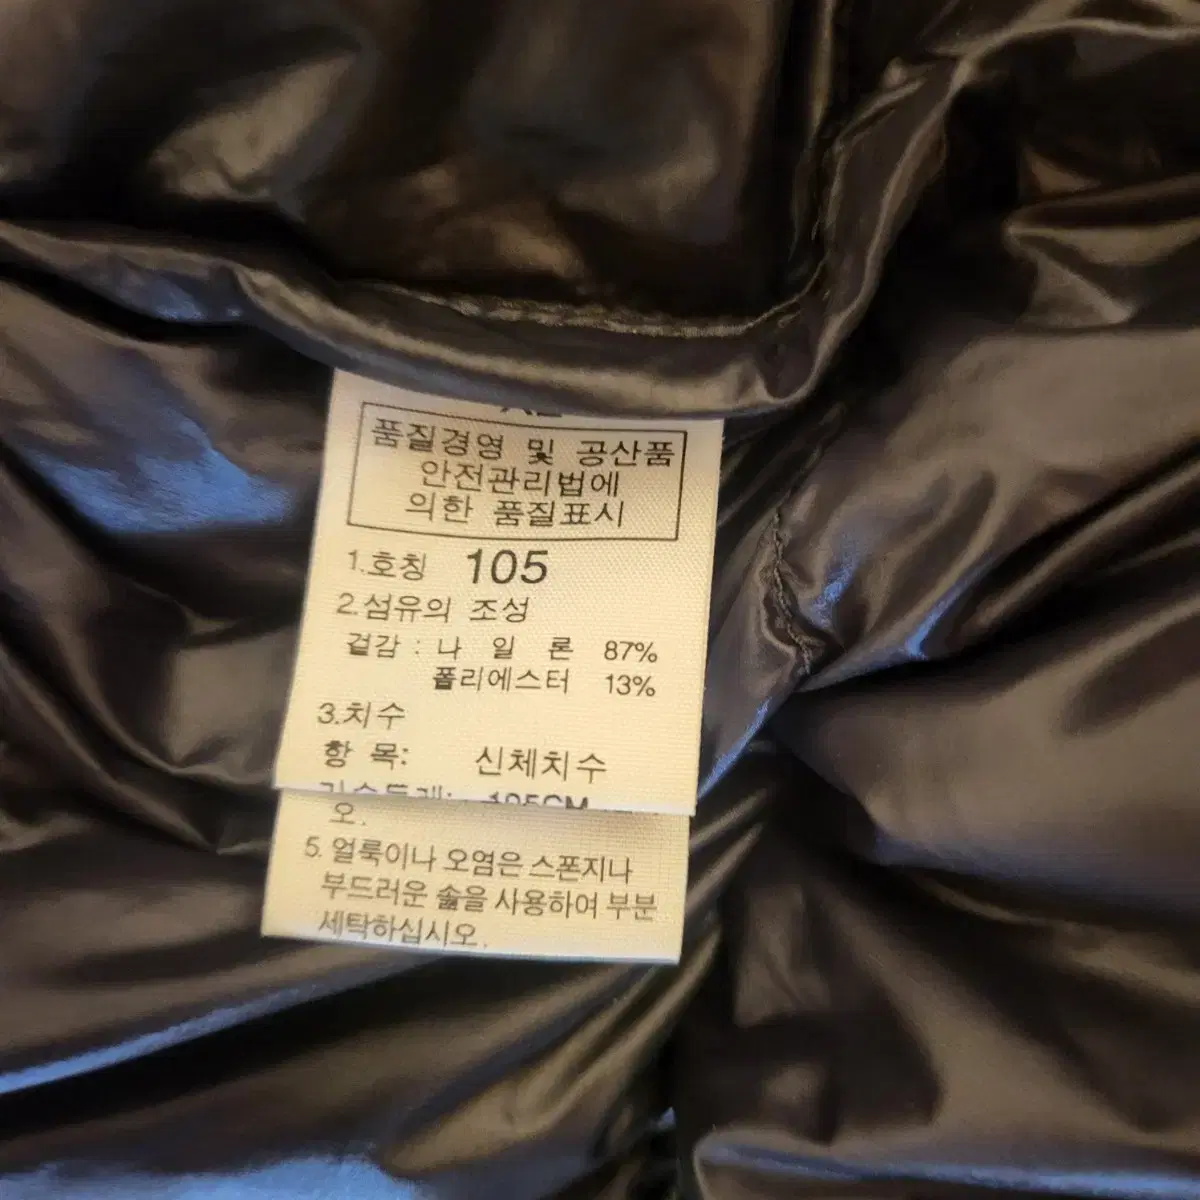 품질경영 및 공산품
안전관리법에
의한 품질표시
1.호칭 105
2.섬유의 조성
겉감 : 나 일 론 87%
폴리에스터 13%
3.치수
항 목: 신체치수
105CM
오.
5. 얼룩이나 오염은 스폰지나
부드러운 솔을 사용하여 부분
세탁하십시오.